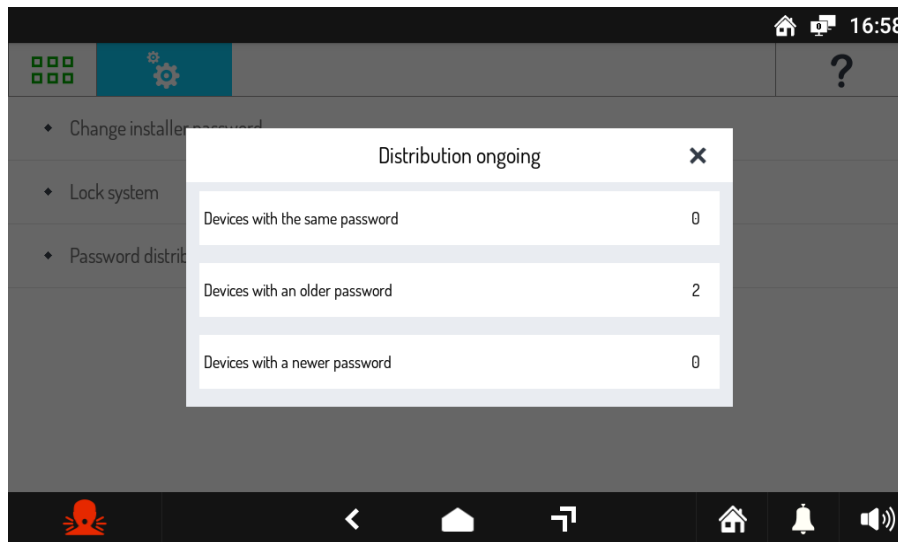 16:58
?
Change installer password
Lock system
Password distrib
Distribution ongoing
Devices with the same password 0
Devices with an older password 2
Devices with a newer password 0